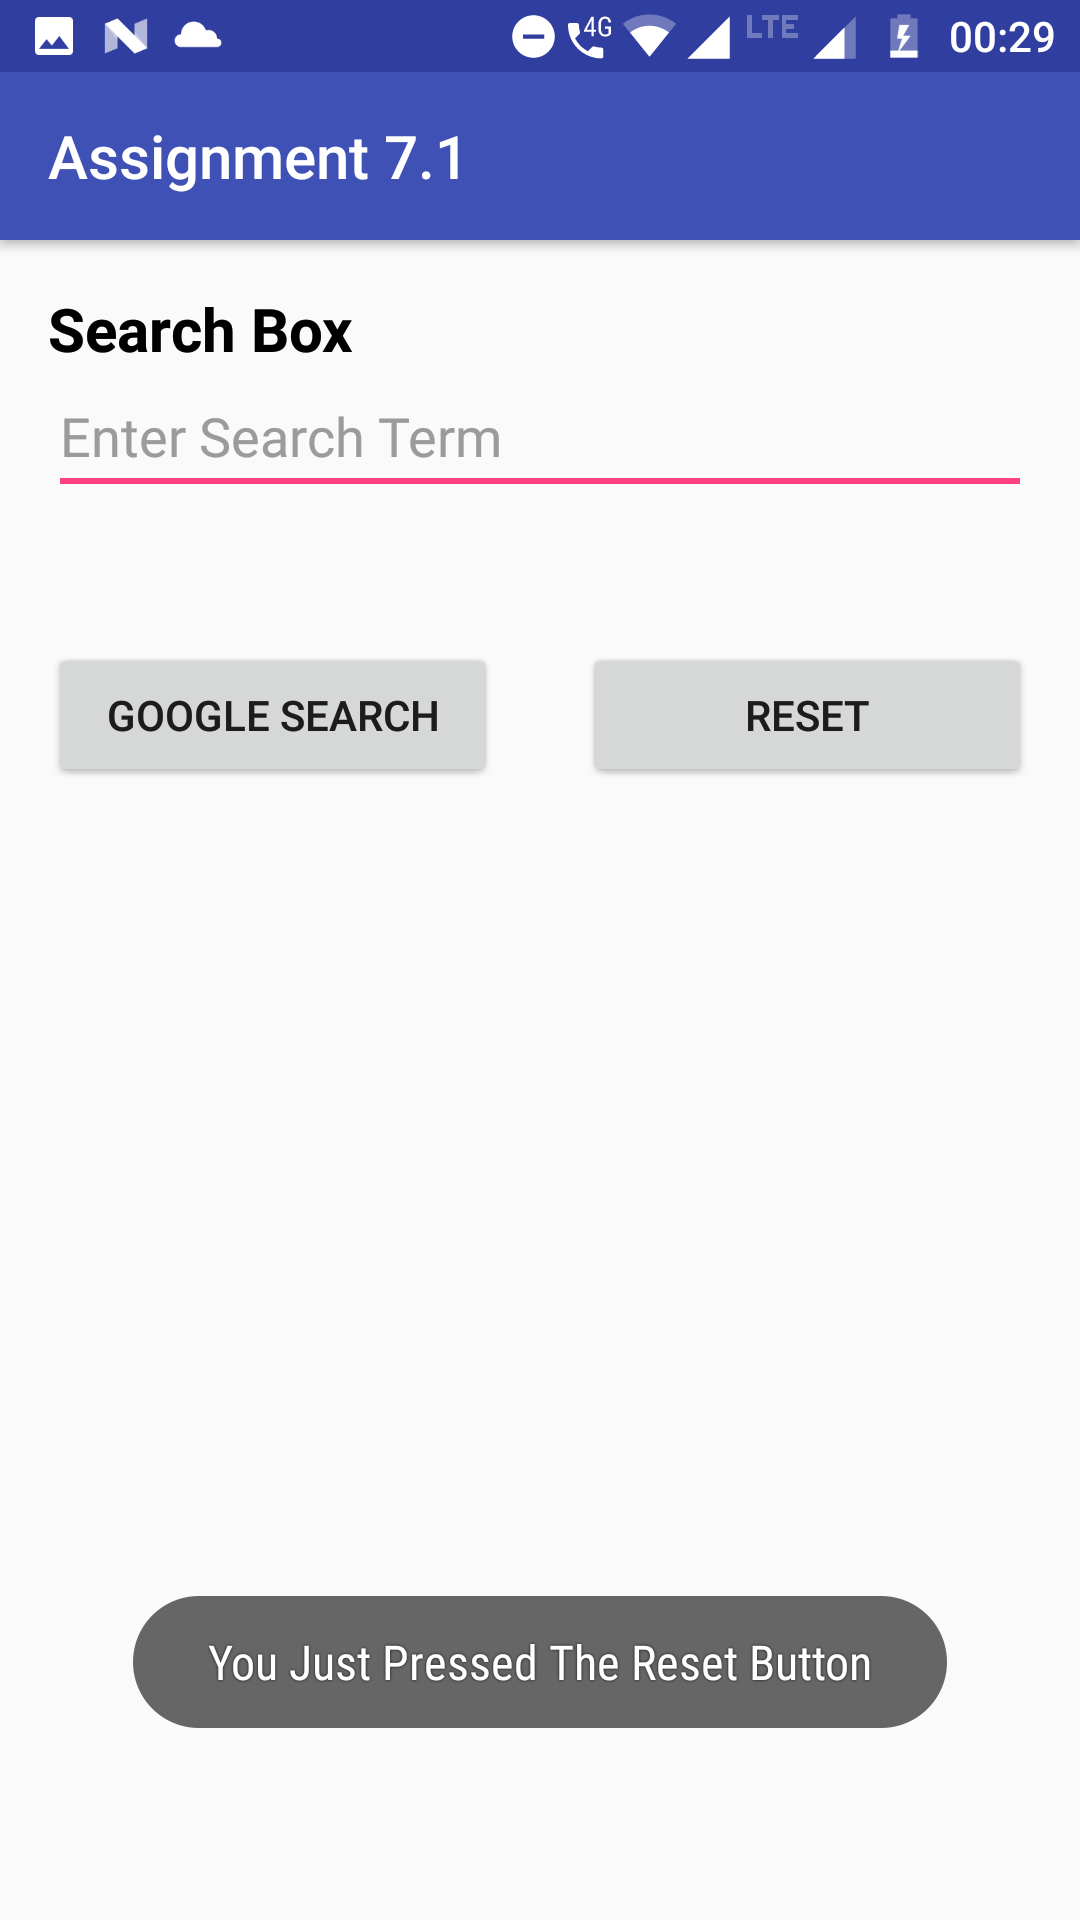 4G
LTE
00:29
Assignment 7.1
Search Box
Enter Search Term
GOOGLE SEARCH
RESET
You Just Pressed The Reset Button